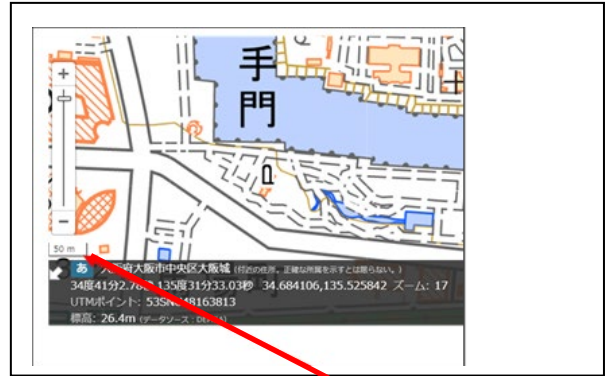 手
門
50 m
大阪府大阪市中央区大阪城 (付近の住所。正確な所属を示すとは限らない。)
34度41分2.78秒,135度31分33.03秒 34.684106,135.525842 ズーム: 17
UTMポイント: 53SN 48163813
標高: 26.4m (データソース: